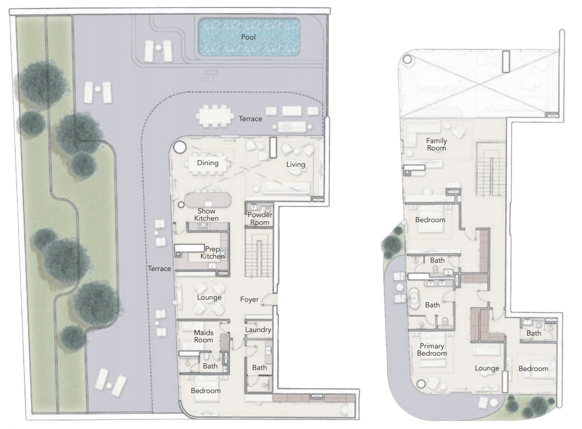 Pool
Terrace
Dining
Living
Show
Kitchen
Powder
Room
Prep
Kitchen
Terrace
Lounge
Foyer
Maids
Room
Laundry
Bath
Bath
Bedroom
Family
Room
Bedroom
Bath
Bath
Bath
Primary
Bedroom
Lounge
Bedroom